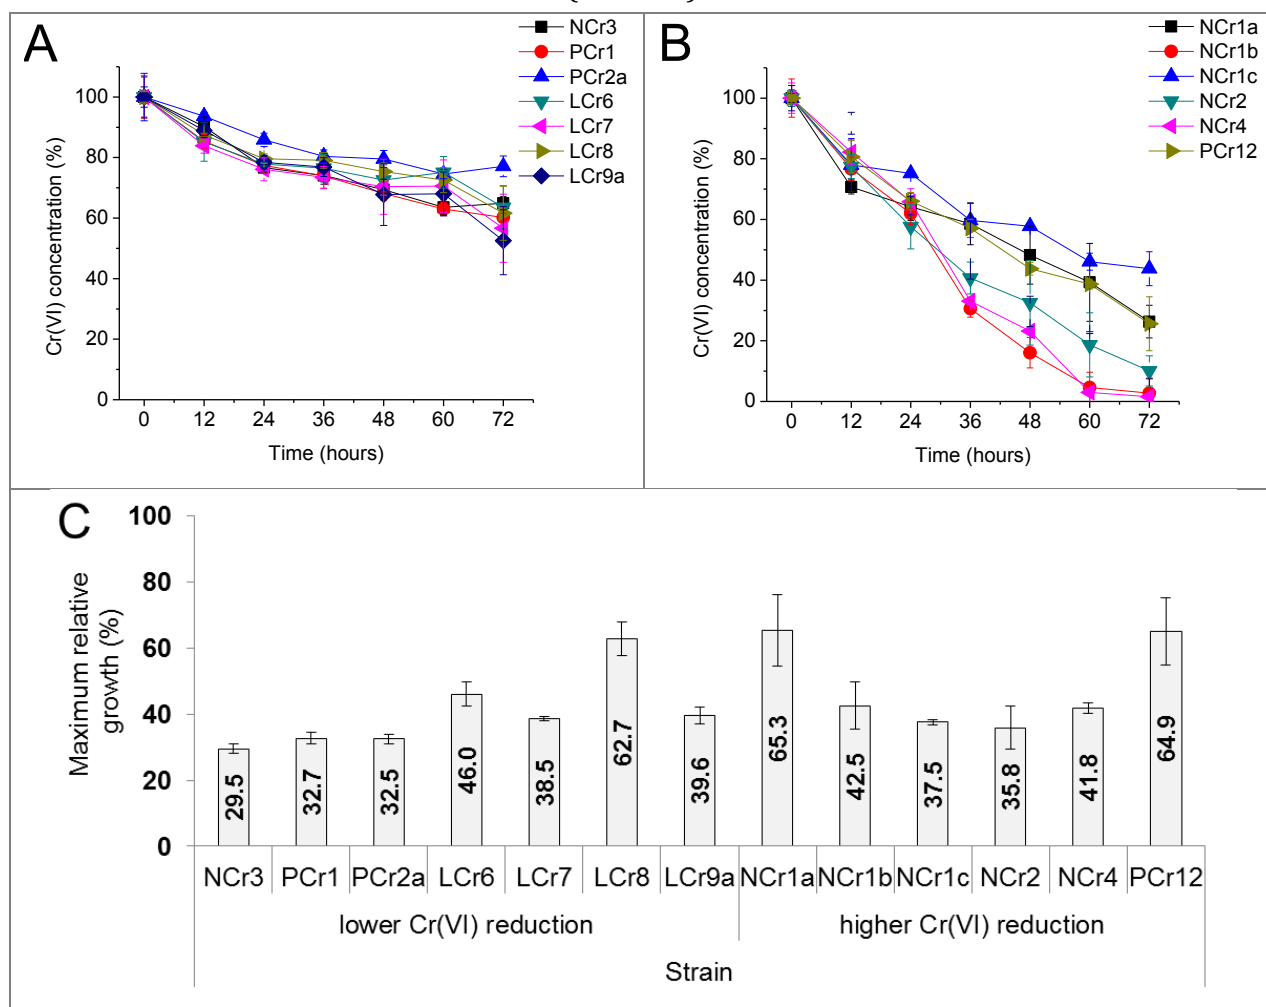 A
NCr3
PCr1
PCr2a
LCr6
LCr7
LCr8
LCr9a
Cr(VI) concentration (%)
100
80
60
40
20
0
0 12 24 36 48 60 72
Time (hours)
B
NCr1a
NCr1b
NCr1c
NCr2
NCr4
PCr12
Cr(VI) concentration (%)
100
80
60
40
20
0
0 12 24 36 48 60 72
Time (hours)
C
Maximum relative
growth (%)
100
80
60
40
20
0
29.5 32.7 32.5 46.0 38.5 62.7 39.6 65.3 42.5 37.5 35.8 41.8 64.9
NCr3 PCr1 PCr2a LCr6 LCr7 LCr8 LCr9a NCr1a NCr1b NCr1c NCr2 NCr4 PCr12
lower Cr(VI) reduction higher Cr(VI) reduction
Strain